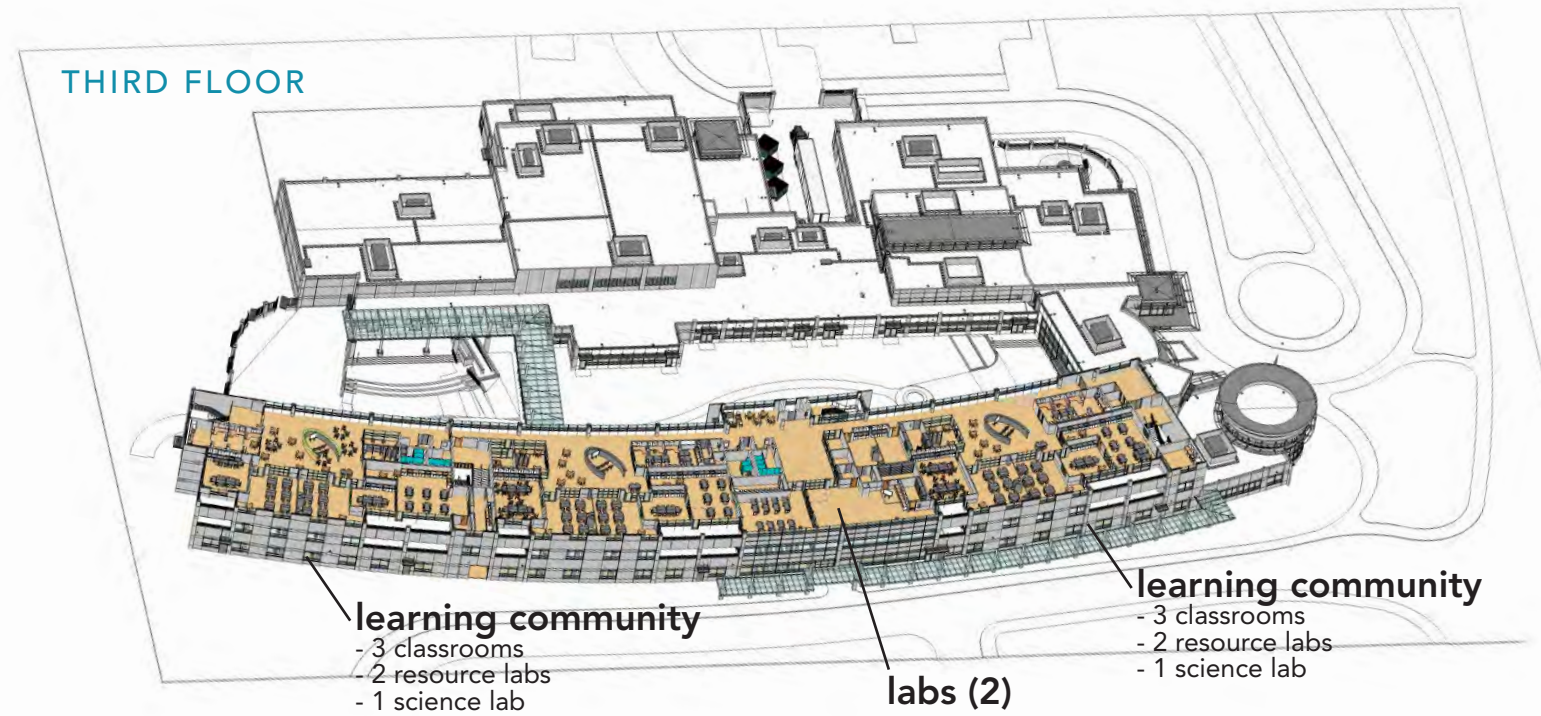 THIRD FLOOR
learning community
- 3 classrooms
- 2 resource labs
- 1 science lab
labs (2)
learning community
- 3 classrooms
- 2 resource labs
- 1 science lab